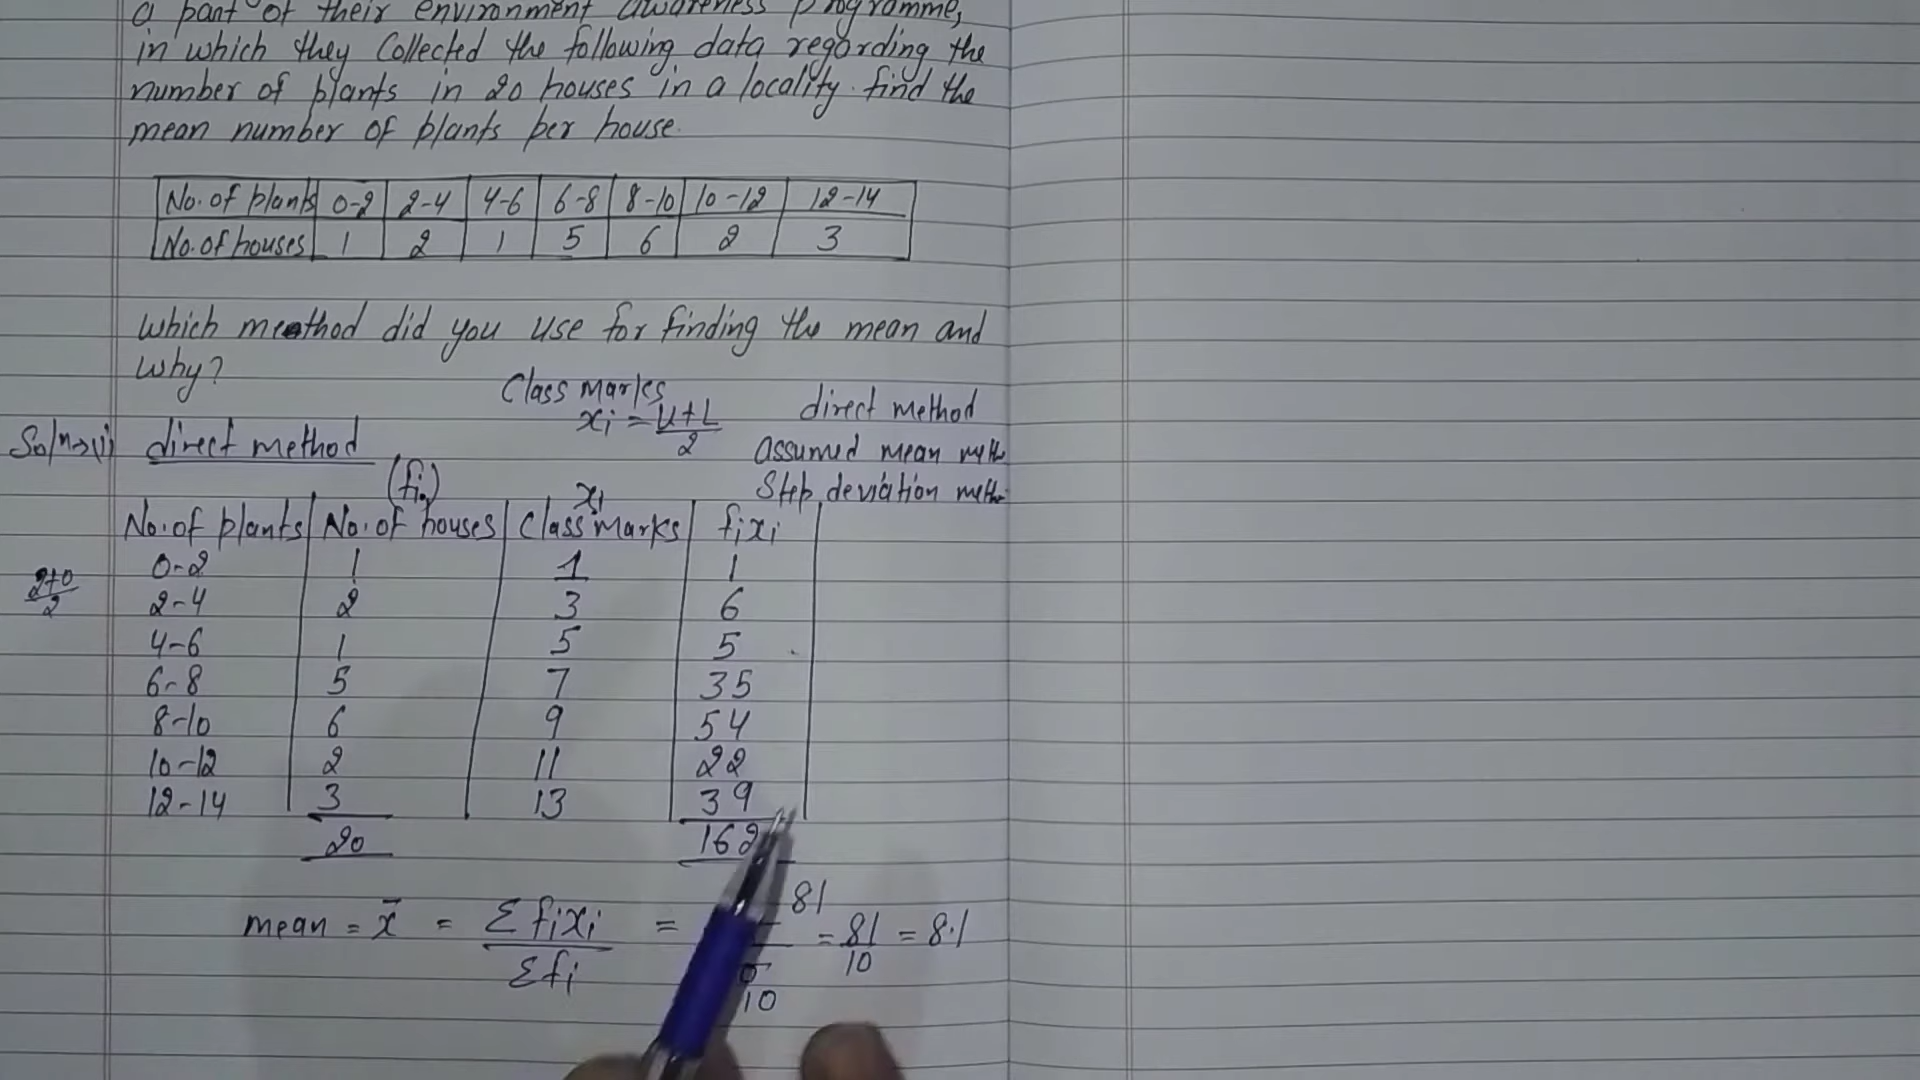 a part of their environment awareness programme,
in which they Collected the following data regarding the
number of plants in 20 houses in a locality. find the
mean number of plants per house.
No. of plants 0-2 2-4 4-6 6-8 8-10 10-12 12-14
No. of houses 1 2 1 5 6 2 3
Which method did you use for finding the mean and
why?
Class marks
xi = U+L
2
direct method
assumed mean meth
Step deviation meth
Soln→(i) direct method
(fi) xi
No. of plants No. of houses Class marks fixi
0-2 1 1 1
2+0
2
2-4 2 3 6
4-6 1 5 5
6-8 5 7 35
8-10 6 9 54
10-12 2 11 22
12-14 3 13 39
20 162
mean = x̄ = Σfixi = 81 = 81 = 8.1
Σfi 10 10